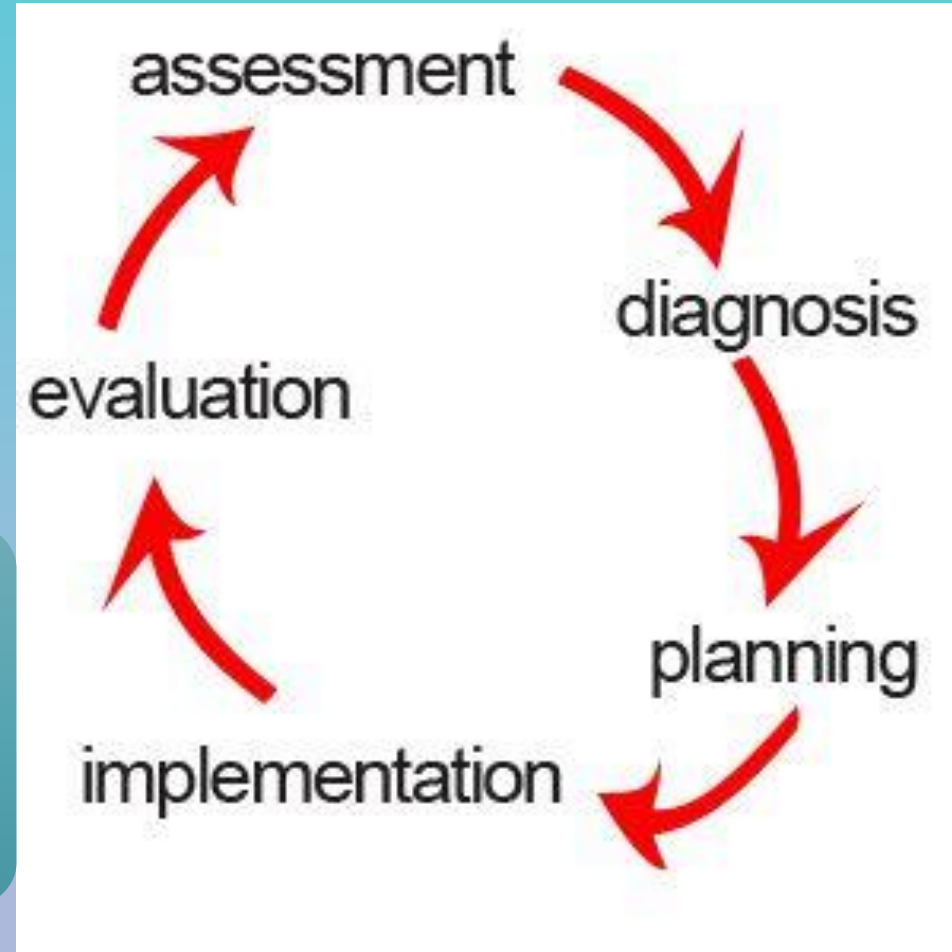 assessment
diagnosis
planning
implementation
evaluation